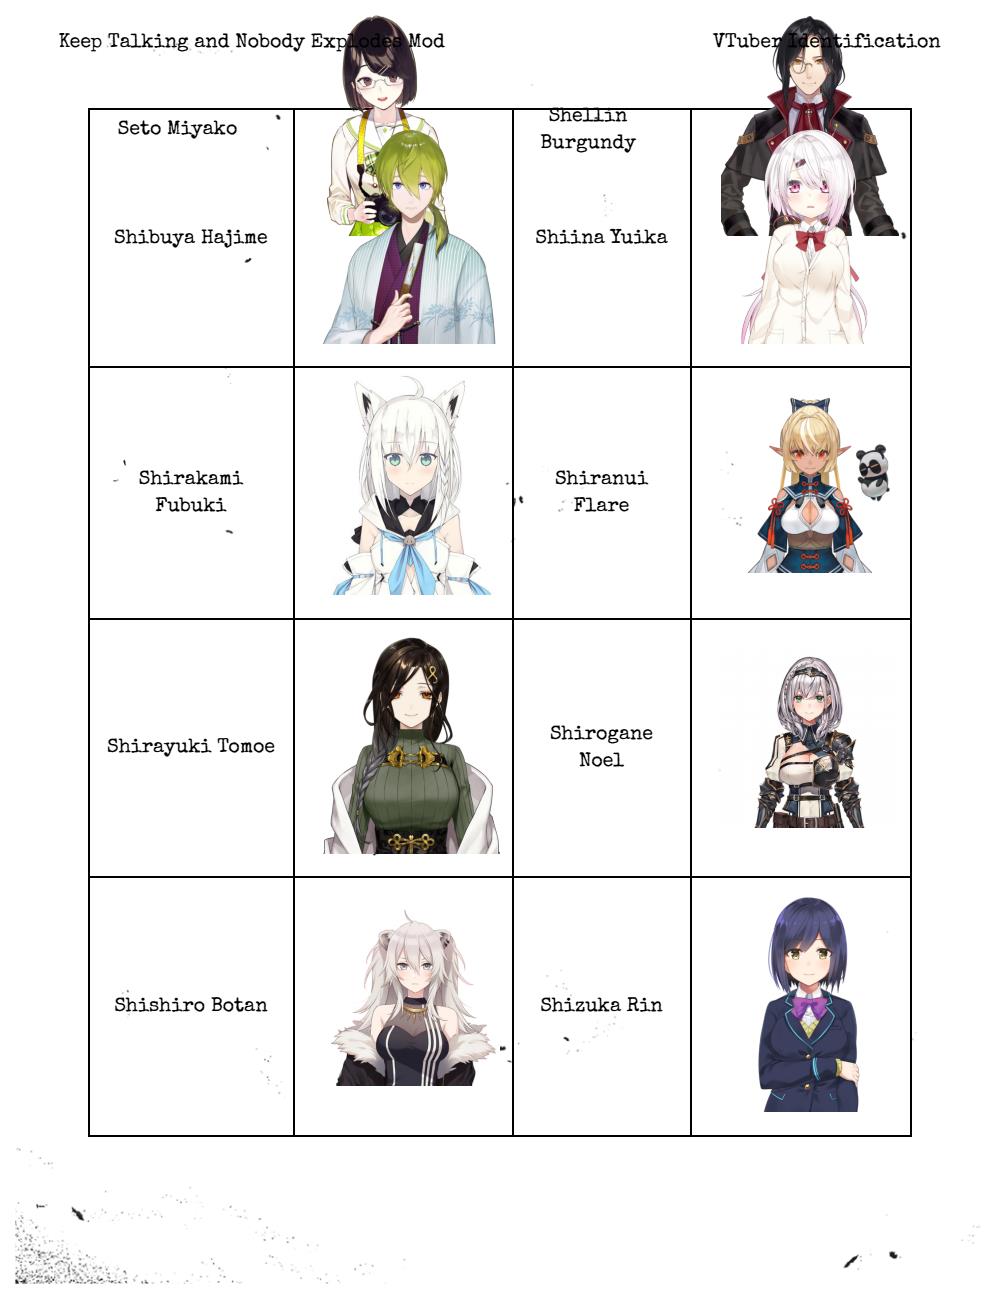 Keep Talking and Nobody Explodes Mod
VTuber Identification
Seto Miyako
Shellin
Burgundy
Shibuya Hajime
Shiina Yuika
Shirakami
Fubuki
Shiranui
Flare
Shirayuki Tomoe
Shirogane
Noel
Shishiro Botan
Shizuka Rin